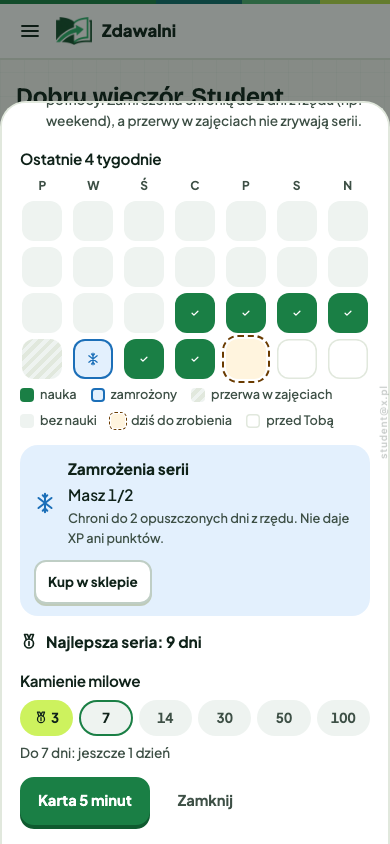 Zdawalni
Dobry wieczór, Student
pomocy. Zamrożenia chronią do 2 dni z rzędu (np.
weekend), a przerwy w zajęciach nie zrywają serii.
Ostatnie 4 tygodnie
P W Ś C P S N
nauka zamrożony przerwa w zajęciach
bez nauki dziś do zrobienia przed Tobą
student@x.pl
Zamrożenia serii
Masz 1/2
Chroni do 2 opuszczonych dni z rzędu. Nie daje
XP ani punktów.
Kup w sklepie
Najlepsza seria: 9 dni
Kamienie milowe
3 7 14 30 50 100
Do 7 dni: jeszcze 1 dzień
Karta 5 minut Zamknij